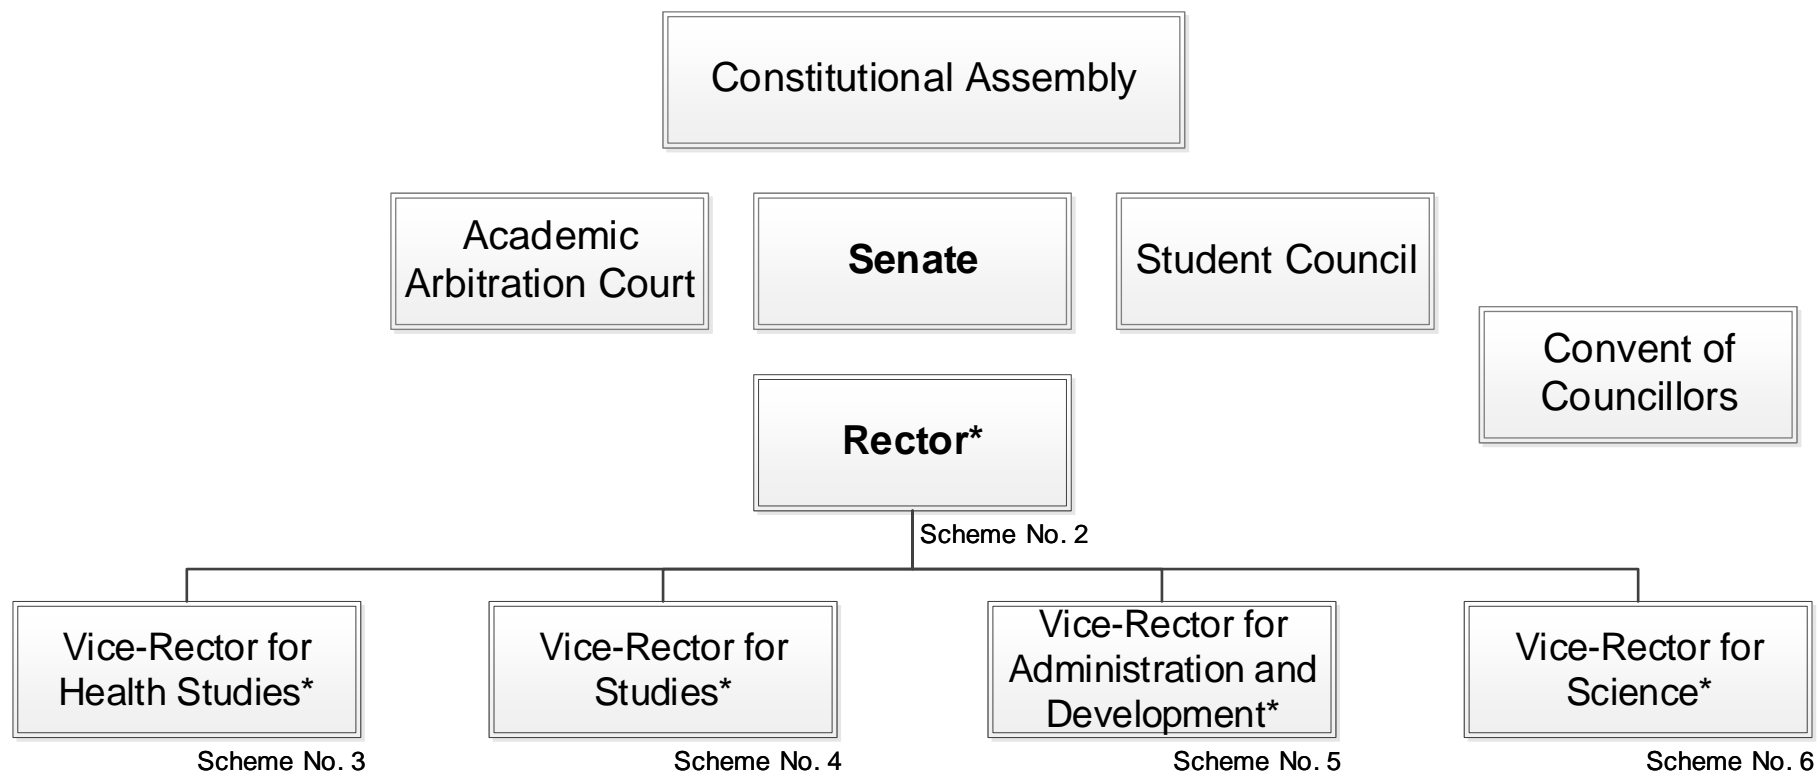 Constitutional Assembly
Academic
Arbitration Court
Senate
Student Council
Convent of
Councillors
Rector*
Scheme No. 2
Vice-Rector for
Health Studies*
Scheme No. 3
Vice-Rector for
Studies*
Scheme No. 4
Vice-Rector for
Administration and
Development*
Scheme No. 5
Vice-Rector for
Science*
Scheme No. 6